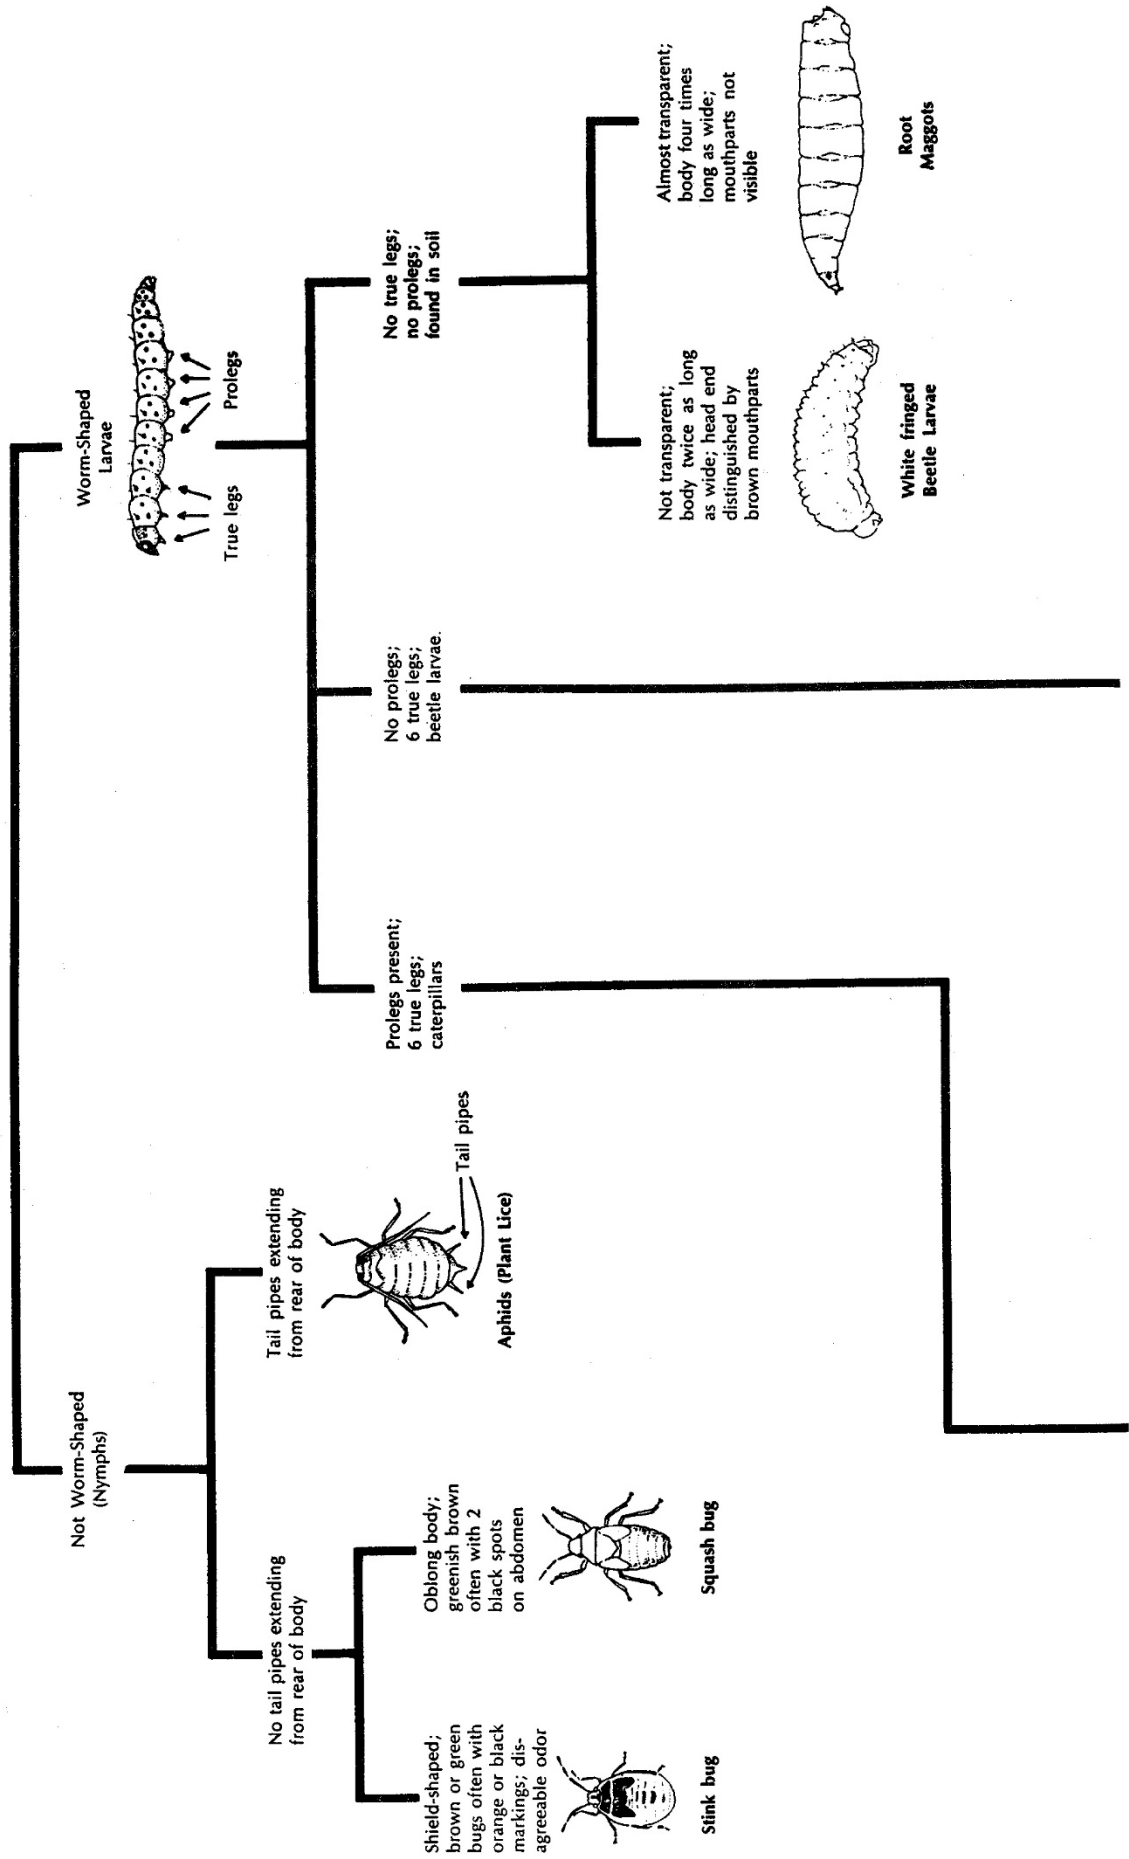 Not Worm-Shaped
(Nymphs)
No tail pipes extending
from rear of body
Shield-shaped;
brown or green
bugs often with
orange or black
markings; dis-
agreeable odor
Stink bug
Oblong body;
greenish brown
often with 2
black spots
on abdomen
Squash bug
Tail pipes extending
from rear of body
Tail pipes
Aphids (Plant Lice)
Worm-Shaped
Larvae
True legs
Prolegs
Prolegs present;
6 true legs;
caterpillars
No prolegs;
6 true legs;
beetle larvae.
No true legs;
no prolegs;
found in soil
Not transparent;
body twice as long
as wide; head end
distinguished by
brown mouthparts
White fringed
Beetle Larvae
Almost transparent;
body four times
long as wide;
mouthparts not
visible
Root
Maggots